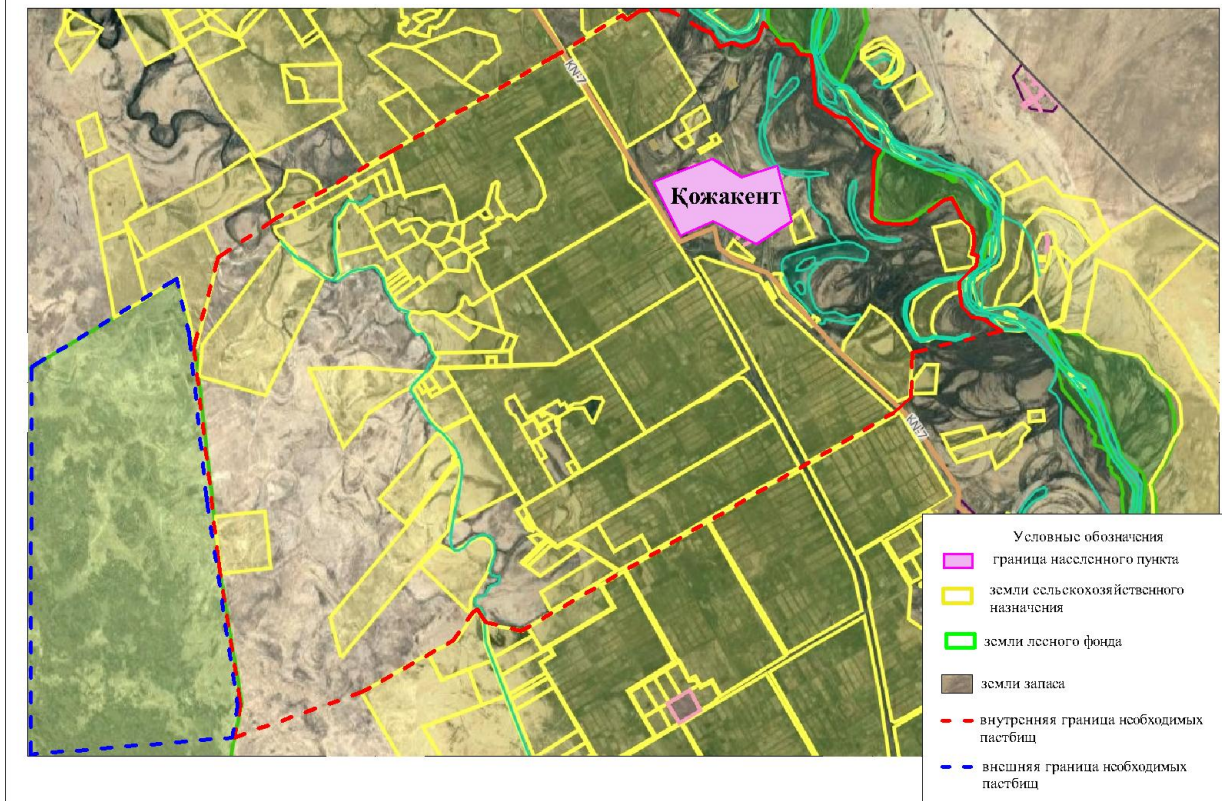 KN-7
Қожакент
KN-7
Условные обозначения
граница населенного пункта
земли сельскохозяйственного
назначения
земли лесного фонда
земли запаса
внутренняя граница необходимых
пастбищ
внешняя граница необходимых
пастбищ